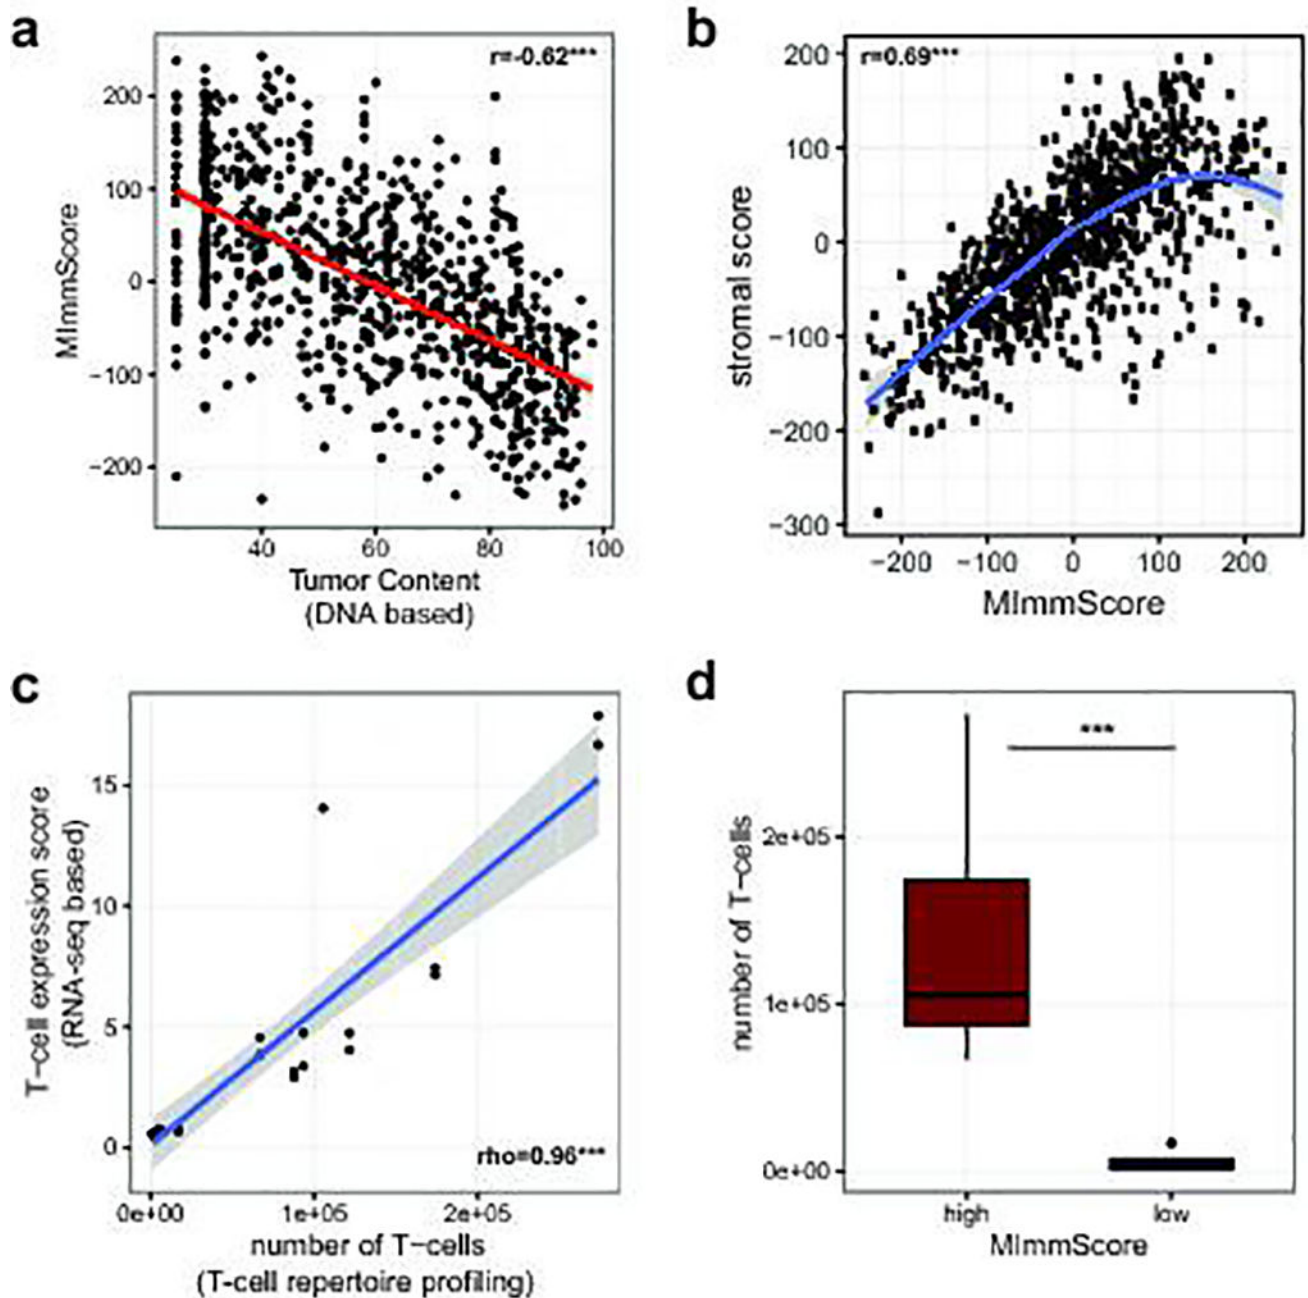 a
r=-0.62***
MImmScore
200
100
0
−100
−200
40
60
80
100
Tumor Content
(DNA based)
b
r=0.69***
stromal score
200
100
0
−100
−200
−300
−200
−100
0
100
200
MImmScore
c
T−cell expression score
(RNA−seq based)
15
10
5
0
rho=0.96***
0e+00
1e+05
2e+05
number of T−cells
(T-cell repertoire profiling)
d
***
number of T−cells
2e+05
1e+05
0e+00
high
low
MImmScore